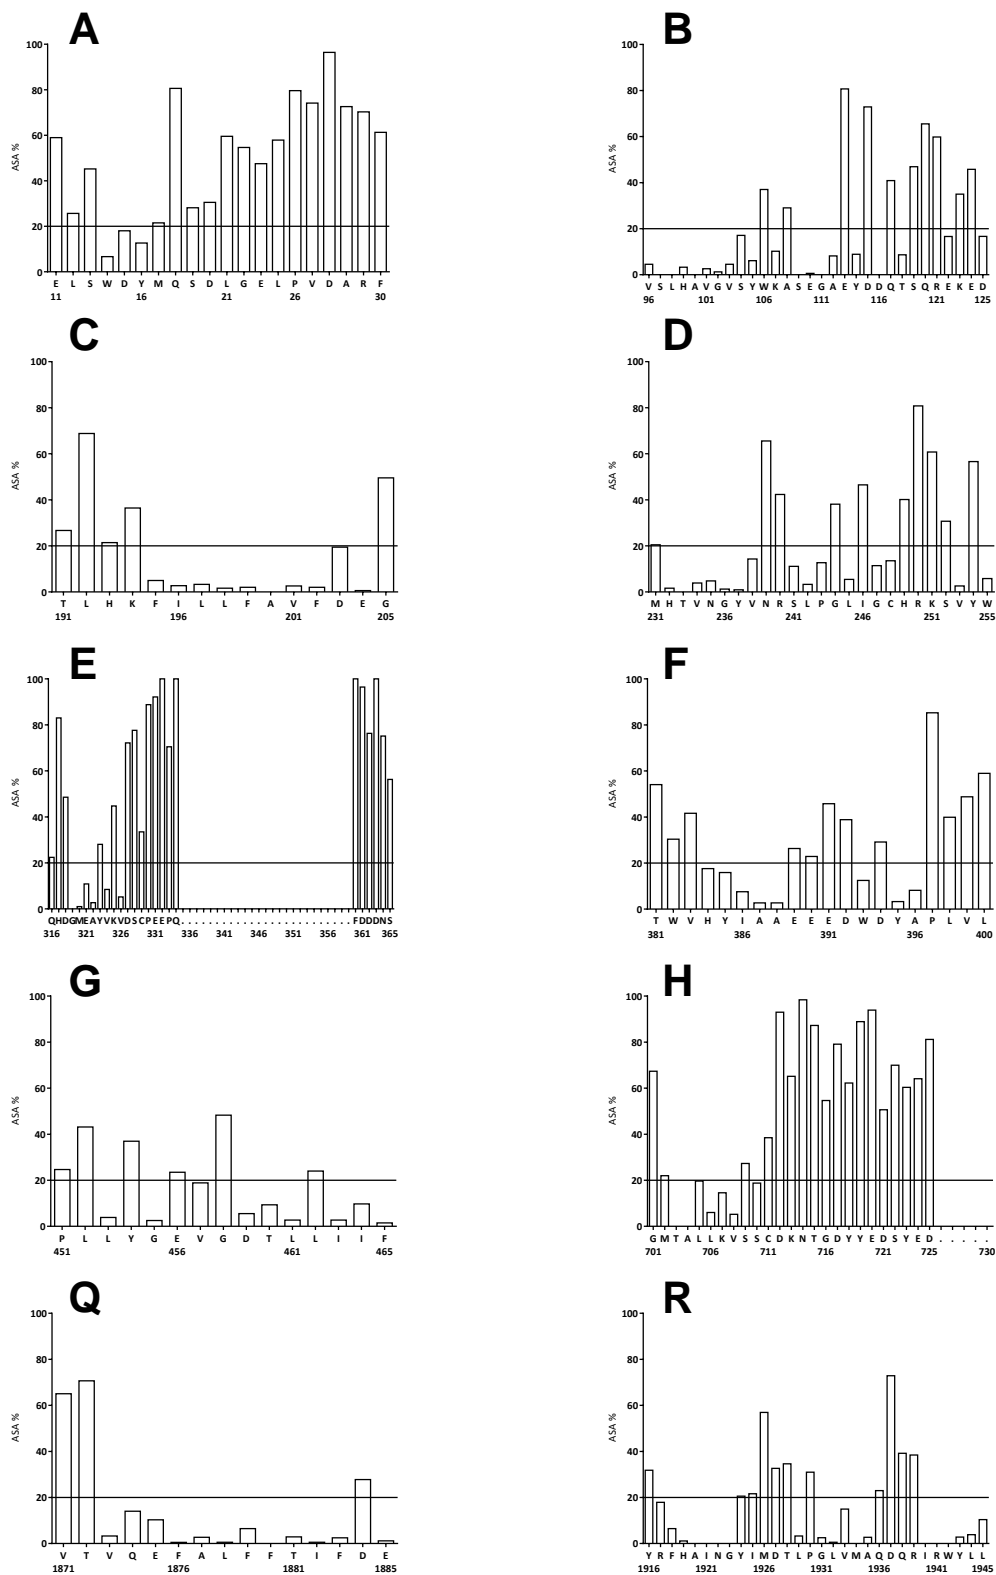 A
B
100
80
60
40
20
0
ASA %
E L S W D Y M Q S D L G E L P V D A R F
11 16 21 26 30
100
80
60
40
20
0
ASA %
V S L H A V G V S Y W K A S E G A E Y D D Q T S Q R E K E D
96 101 106 111 116 121 125
C
D
100
80
60
40
20
0
ASA %
T L H K F I L L F A V F D E G
191 196 201 205
100
80
60
40
20
0
ASA %
M H T V N G Y V N R S L P G L I G C H R K S V Y W
231 236 241 246 251 255
E
F
100
80
60
40
20
0
ASA %
QHDGMEAYVKVDSCPEEPQ.........................FDDDNS
316 321 326 331 336 341 346 351 356 361 365
100
80
60
40
20
0
ASA %
T W V H Y I A A E E E D W D Y A P L V L
381 386 391 396 400
G
H
100
80
60
40
20
0
ASA %
P L L Y G E V G D T L L I I F
451 456 461 465
100
80
60
40
20
0
ASA %
G M T A L L K V S S C D K N T G D Y Y E D S Y E D . . . . .
701 706 711 716 721 725 730
Q
R
100
80
60
40
20
0
ASA %
V T V Q E F A L F F T I F D E
1871 1876 1881 1885
100
80
60
40
20
0
ASA %
Y R F H A I N G Y I M D T L P G L V M A Q D Q R I R W Y L L
1916 1921 1926 1931 1936 1941 1945